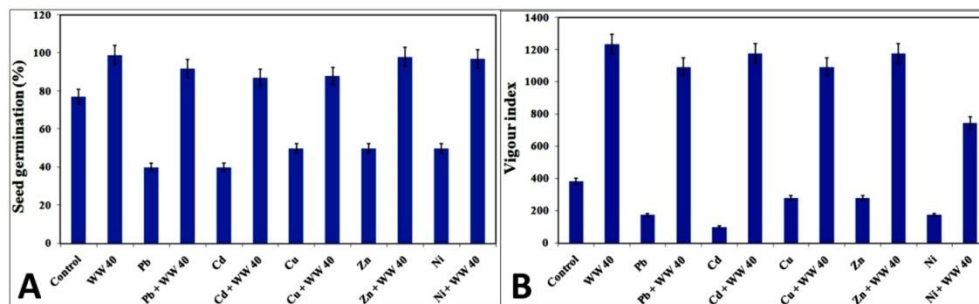 120
100
80
60
40
20
0
Seed germination (%)
Control
WW 40
Pb
Pb + WW 40
Cd
Cd + WW 40
Cu
Cu + WW 40
Zn
Zn + WW 40
Ni
Ni + WW 40
A
1400
1200
1000
800
600
400
200
0
Vigour index
Control
WW 40
Pb
Pb + WW 40
Cd
Cd + WW 40
Cu
Co + WW 40
Zn
Zn + WW 40
Ni
Ni + WW 40
B